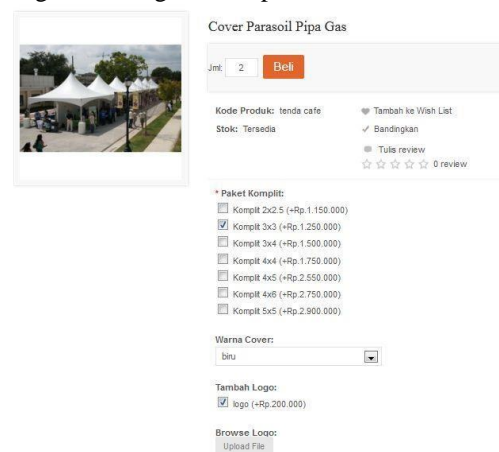 Cover Parasoil Pipa Gas
Jml: 2 Beli
Kode Produk: tenda cafe
Stok: Tersedia
Tambah ke Wish List
Bandingkan
Tulis review
0 review
* Paket Komplit:
Komplit 2x2.5 (+Rp.1.150.000)
Komplit 3x3 (+Rp.1.250.000)
Komplit 3x4 (+Rp.1.500.000)
Komplit 4x4 (+Rp.1.750.000)
Komplit 4x5 (+Rp.2.550.000)
Komplit 4x6 (+Rp.2.750.000)
Komplit 5x5 (+Rp.2.900.000)
Warna Cover:
biru
Tambah Logo:
logo (+Rp.200.000)
Browse Logo:
Upload File